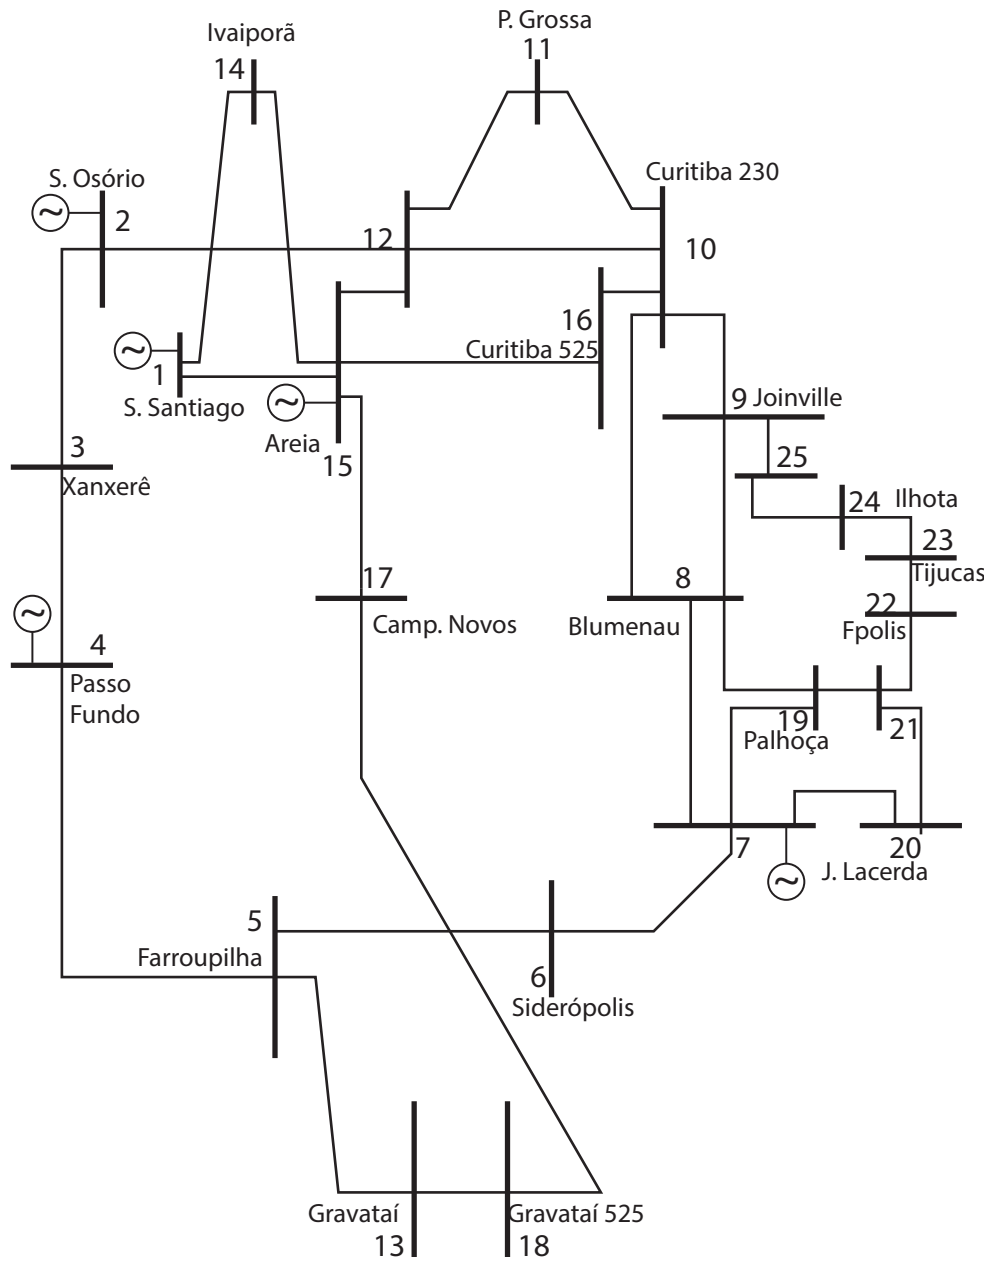 P. Grossa
11
Ivaiporã
14
S. Osório
2
Curitiba 230
12
10
16
Curitiba 525
1
S. Santiago
Areia
15
9 Joinville
3
Xanxerê
25
24 Ilhota
23
Tijucas
17
Camp. Novos
8
Blumenau
22
Fpolis
4
Passo
Fundo
19
Palhoça
21
7
20
J. Lacerda
5
Farroupilha
6
Siderópolis
Gravataí
13
Gravataí 525
18
~
~
~
~
~